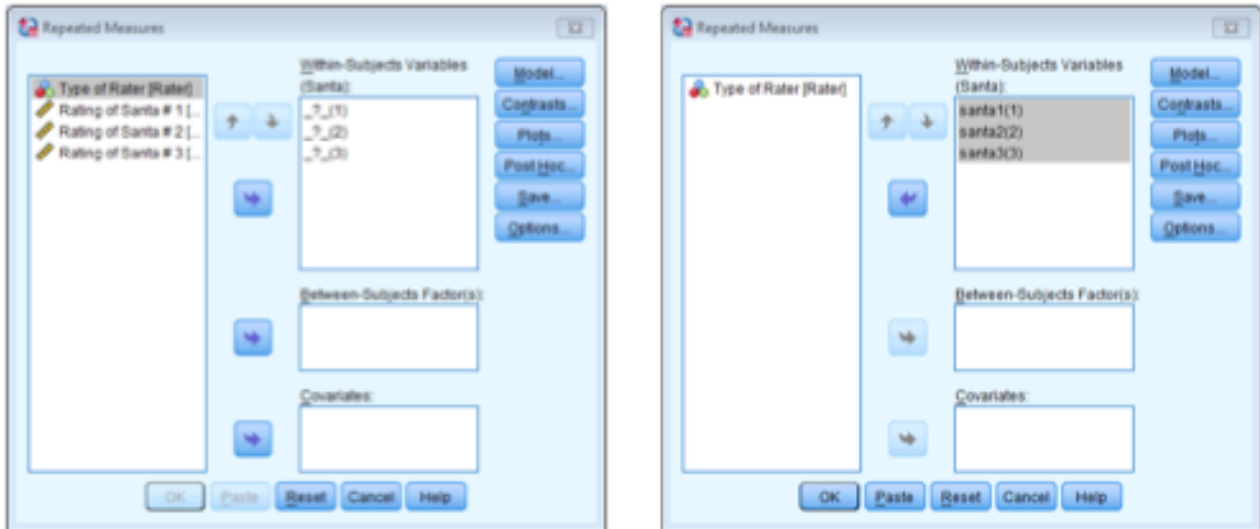 Repeated Measures
Type of Rater [Rater]
Rating of Santa # 1 [...
Rating of Santa # 2 [...
Rating of Santa # 3 [...
Within-Subjects Variables
(Santa):
_?_(1)
_?_(2)
_?_(3)
Model...
Contrasts...
Plots...
Post Hoc...
Save...
Options...
Between-Subjects Factor(s):
Covariates:
OK Paste Reset Cancel Help
Repeated Measures
Type of Rater [Rater]
Within-Subjects Variables
(Santa):
santa1(1)
santa2(2)
santa3(3)
Model...
Contrasts...
Plots...
Post Hoc...
Save...
Options...
Between-Subjects Factor(s):
Covariates:
OK Paste Reset Cancel Help